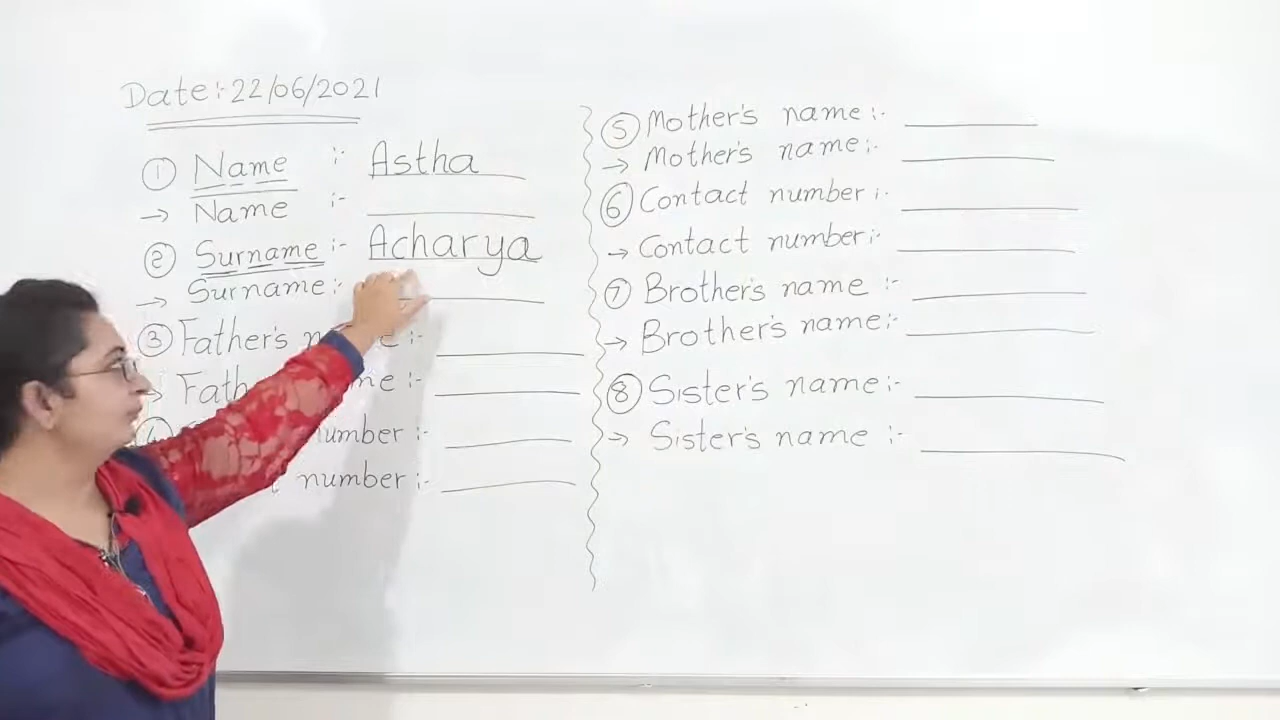 Date:- 22/06/2021
① Name :- Astha
→ Name :-
② Surname :- Acharya
→ Surname :-
③ Father's :-
→ :-
number :-
number :-
⑤ Mother's name :-
→ Mother's name :-
⑥ Contact number :-
→ Contact number :-
⑦ Brother's name :-
→ Brother's name :-
⑧ Sister's name :-
→ Sister's name :-